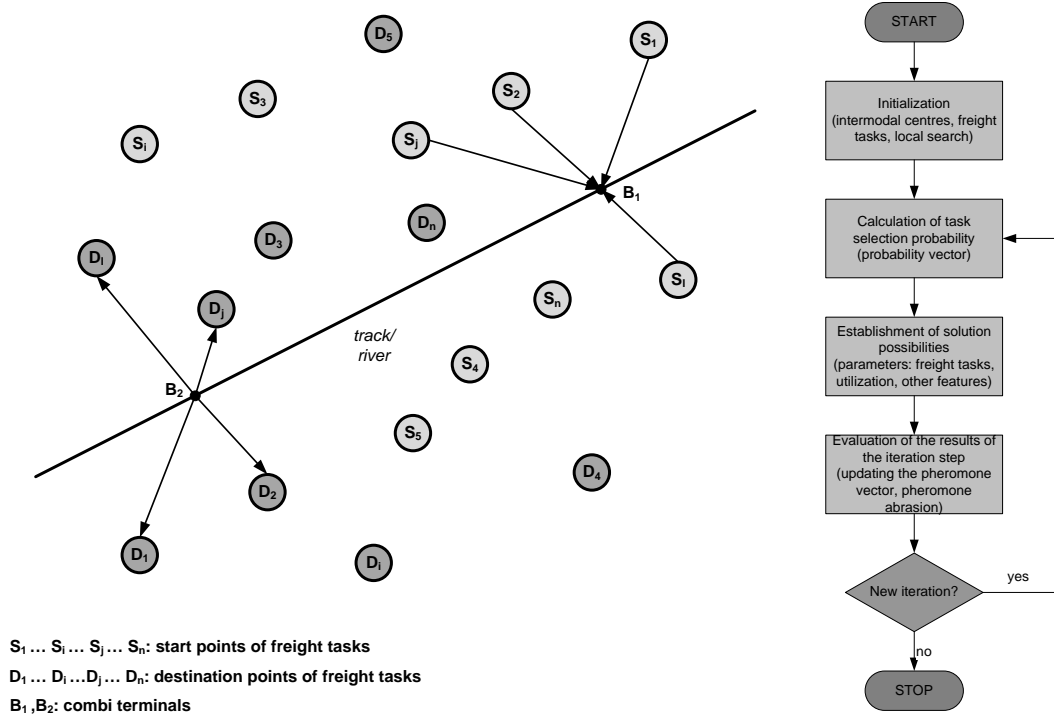 D5
S1
S2
S3
Si
Sj
B1
Dn
D3
Dl
Sl
Sn
Dj
track/
river
S4
B2
S5
D4
D2
D1
Di
S1 … Si … Sj … Sn: start points of freight tasks
D1 … Di …Dj … Dn: destination points of freight tasks
B1 ,B2: combi terminals
START
Initialization
(intermodal centres, freight
tasks, local search)
Calculation of task
selection probability
(probability vector)
Establishment of solution
possibilities
(parameters: freight tasks,
utilization, other features)
Evaluation of the results of
the iteration step
(updating the pheromone
vector, pheromone
abrasion)
New iteration?
yes
no
STOP